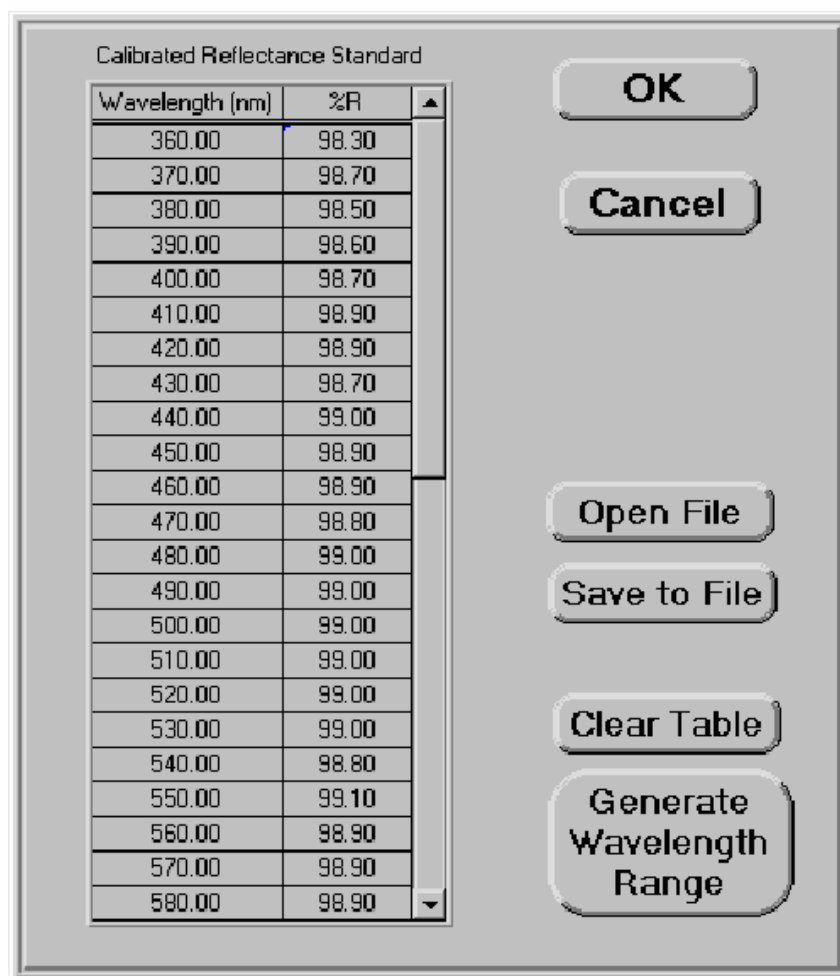 Calibrated Reflectance Standard
Wavelength (nm) %R
360.00 98.30
370.00 98.70
380.00 98.50
390.00 98.60
400.00 98.70
410.00 98.90
420.00 98.90
430.00 98.70
440.00 99.00
450.00 98.90
460.00 98.90
470.00 98.80
480.00 99.00
490.00 99.00
500.00 99.00
510.00 99.00
520.00 99.00
530.00 99.00
540.00 98.80
550.00 99.10
560.00 98.90
570.00 98.90
580.00 98.90
OK
Cancel
Open File
Save to File
Clear Table
Generate
Wavelength
Range